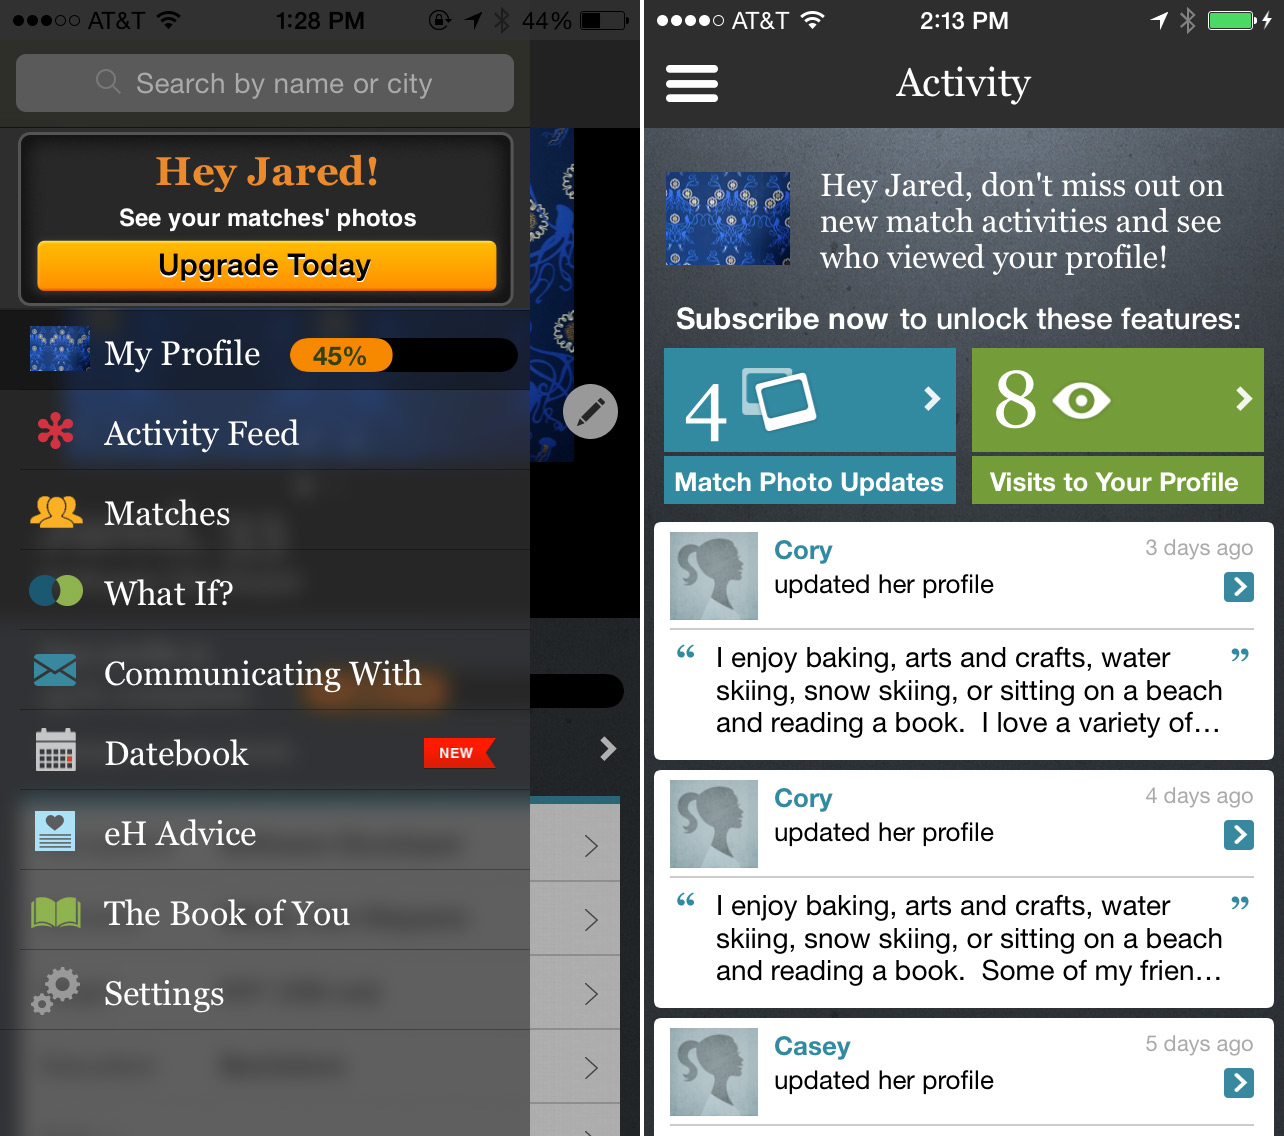 AT&T 1:28 PM 44%
Search by name or city
Hey Jared!
See your matches' photos
Upgrade Today
My Profile 45%
Activity Feed
Matches
What If?
Communicating With
Datebook NEW
eH Advice
The Book of You
Settings
AT&T 2:13 PM
Activity
Hey Jared, don't miss out on
new match activities and see
who viewed your profile!
Subscribe now to unlock these features:
4
Match Photo Updates
8
Visits to Your Profile
Cory 3 days ago
updated her profile
“ I enjoy baking, arts and crafts, water ”
skiing, snow skiing, or sitting on a beach
and reading a book. I love a variety of...
Cory 4 days ago
updated her profile
“ I enjoy baking, arts and crafts, water ”
skiing, snow skiing, or sitting on a beach
and reading a book. Some of my frien...
Casey 5 days ago
updated her profile